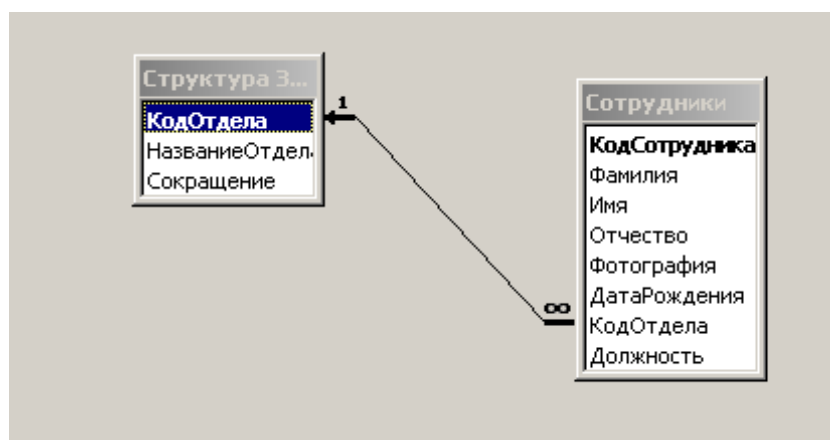 Структура З...
КодОтдела
НазваниеОтдел
Сокращение
1
∞
Сотрудники
КодСотрудника
Фамилия
Имя
Отчество
Фотография
ДатаРождения
КодОтдела
Должность